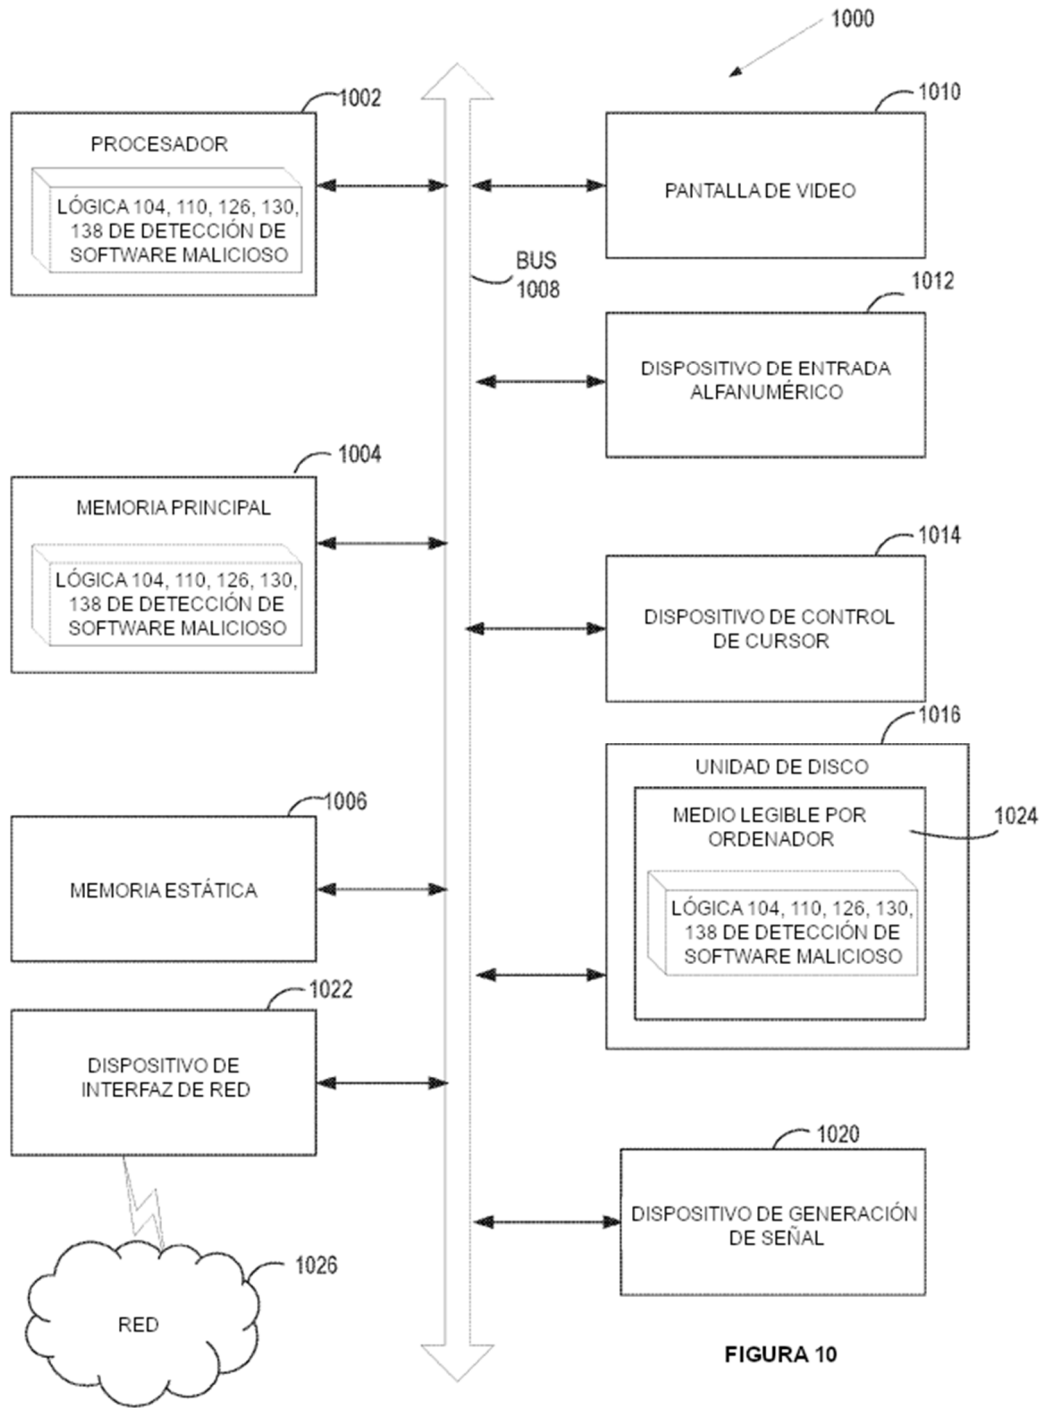 1000
1002
PROCESADOR
LÓGICA 104, 110, 126, 130,
138 DE DETECCIÓN DE
SOFTWARE MALICIOSO
1010
PANTALLA DE VIDEO
BUS
1008
1012
DISPOSITIVO DE ENTRADA
ALFANUMÉRICO
1004
MEMORIA PRINCIPAL
LÓGICA 104, 110, 126, 130,
138 DE DETECCIÓN DE
SOFTWARE MALICIOSO
1014
DISPOSITIVO DE CONTROL
DE CURSOR
1016
UNIDAD DE DISCO
MEDIO LEGIBLE POR
ORDENADOR
1024
LÓGICA 104, 110, 126, 130,
138 DE DETECCIÓN DE
SOFTWARE MALICIOSO
1006
MEMORIA ESTÁTICA
1022
DISPOSITIVO DE
INTERFAZ DE RED
1020
DISPOSITIVO DE GENERACIÓN
DE SEÑAL
1026
RED
FIGURA 10